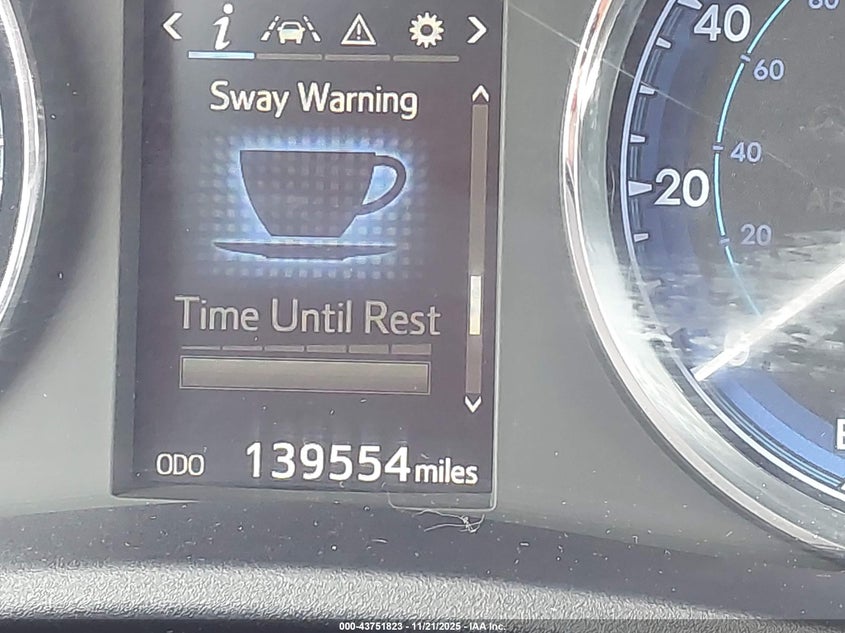 Sway Warning
Time Until Rest
ODO 139554 miles
40
60
40
20
20
000-43751823 - 11/21/2025 - IAA Inc.